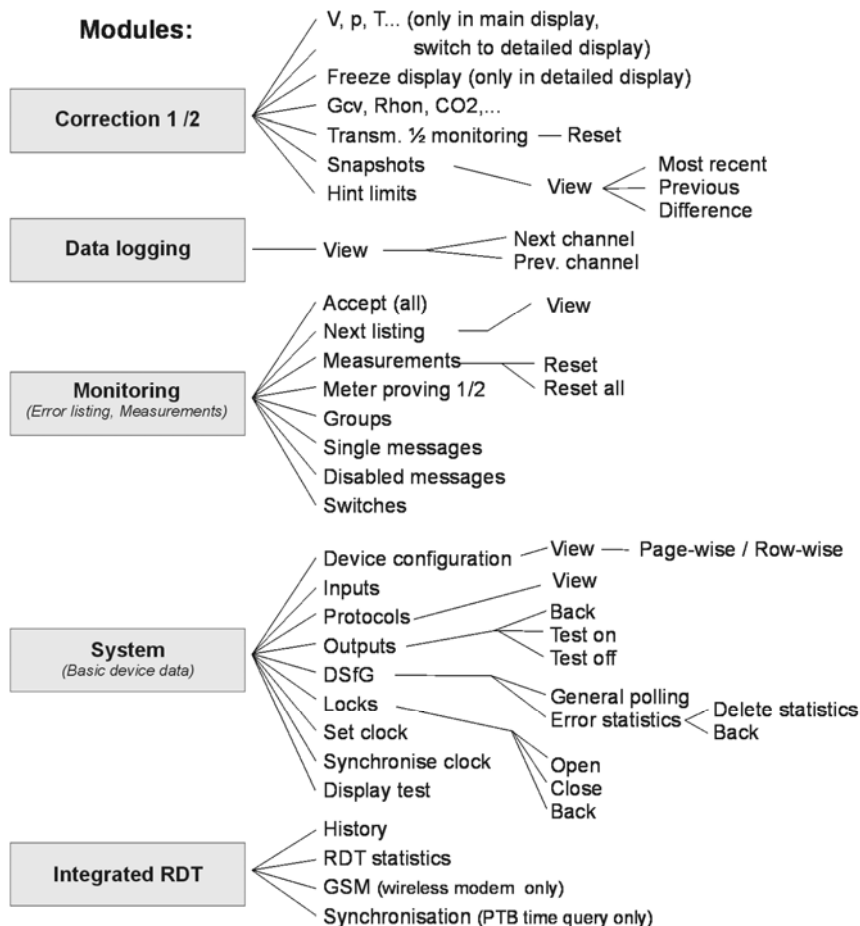 Modules:
V, p, T... (only in main display,
switch to detailed display)
Freeze display (only in detailed display)
Correction 1 /2
Gcv, Rhon, CO2,...
Transm. ½ monitoring
Reset
Snapshots
View
Most recent
Previous
Difference
Hint limits
Data logging
View
Next channel
Prev. channel
Monitoring
(Error listing, Measurements)
Accept (all)
Next listing
View
Measurements
Reset
Reset all
Meter proving 1/2
Groups
Single messages
Disabled messages
Switches
System
(Basic device data)
Device configuration
View
Page-wise / Row-wise
Inputs
Protocols
View
Outputs
Back
Test on
Test off
DSfG
General polling
Error statistics
Delete statistics
Back
Locks
Open
Close
Back
Set clock
Synchronise clock
Display test
Integrated RDT
History
RDT statistics
GSM (wireless modem only)
Synchronisation (PTB time query only)